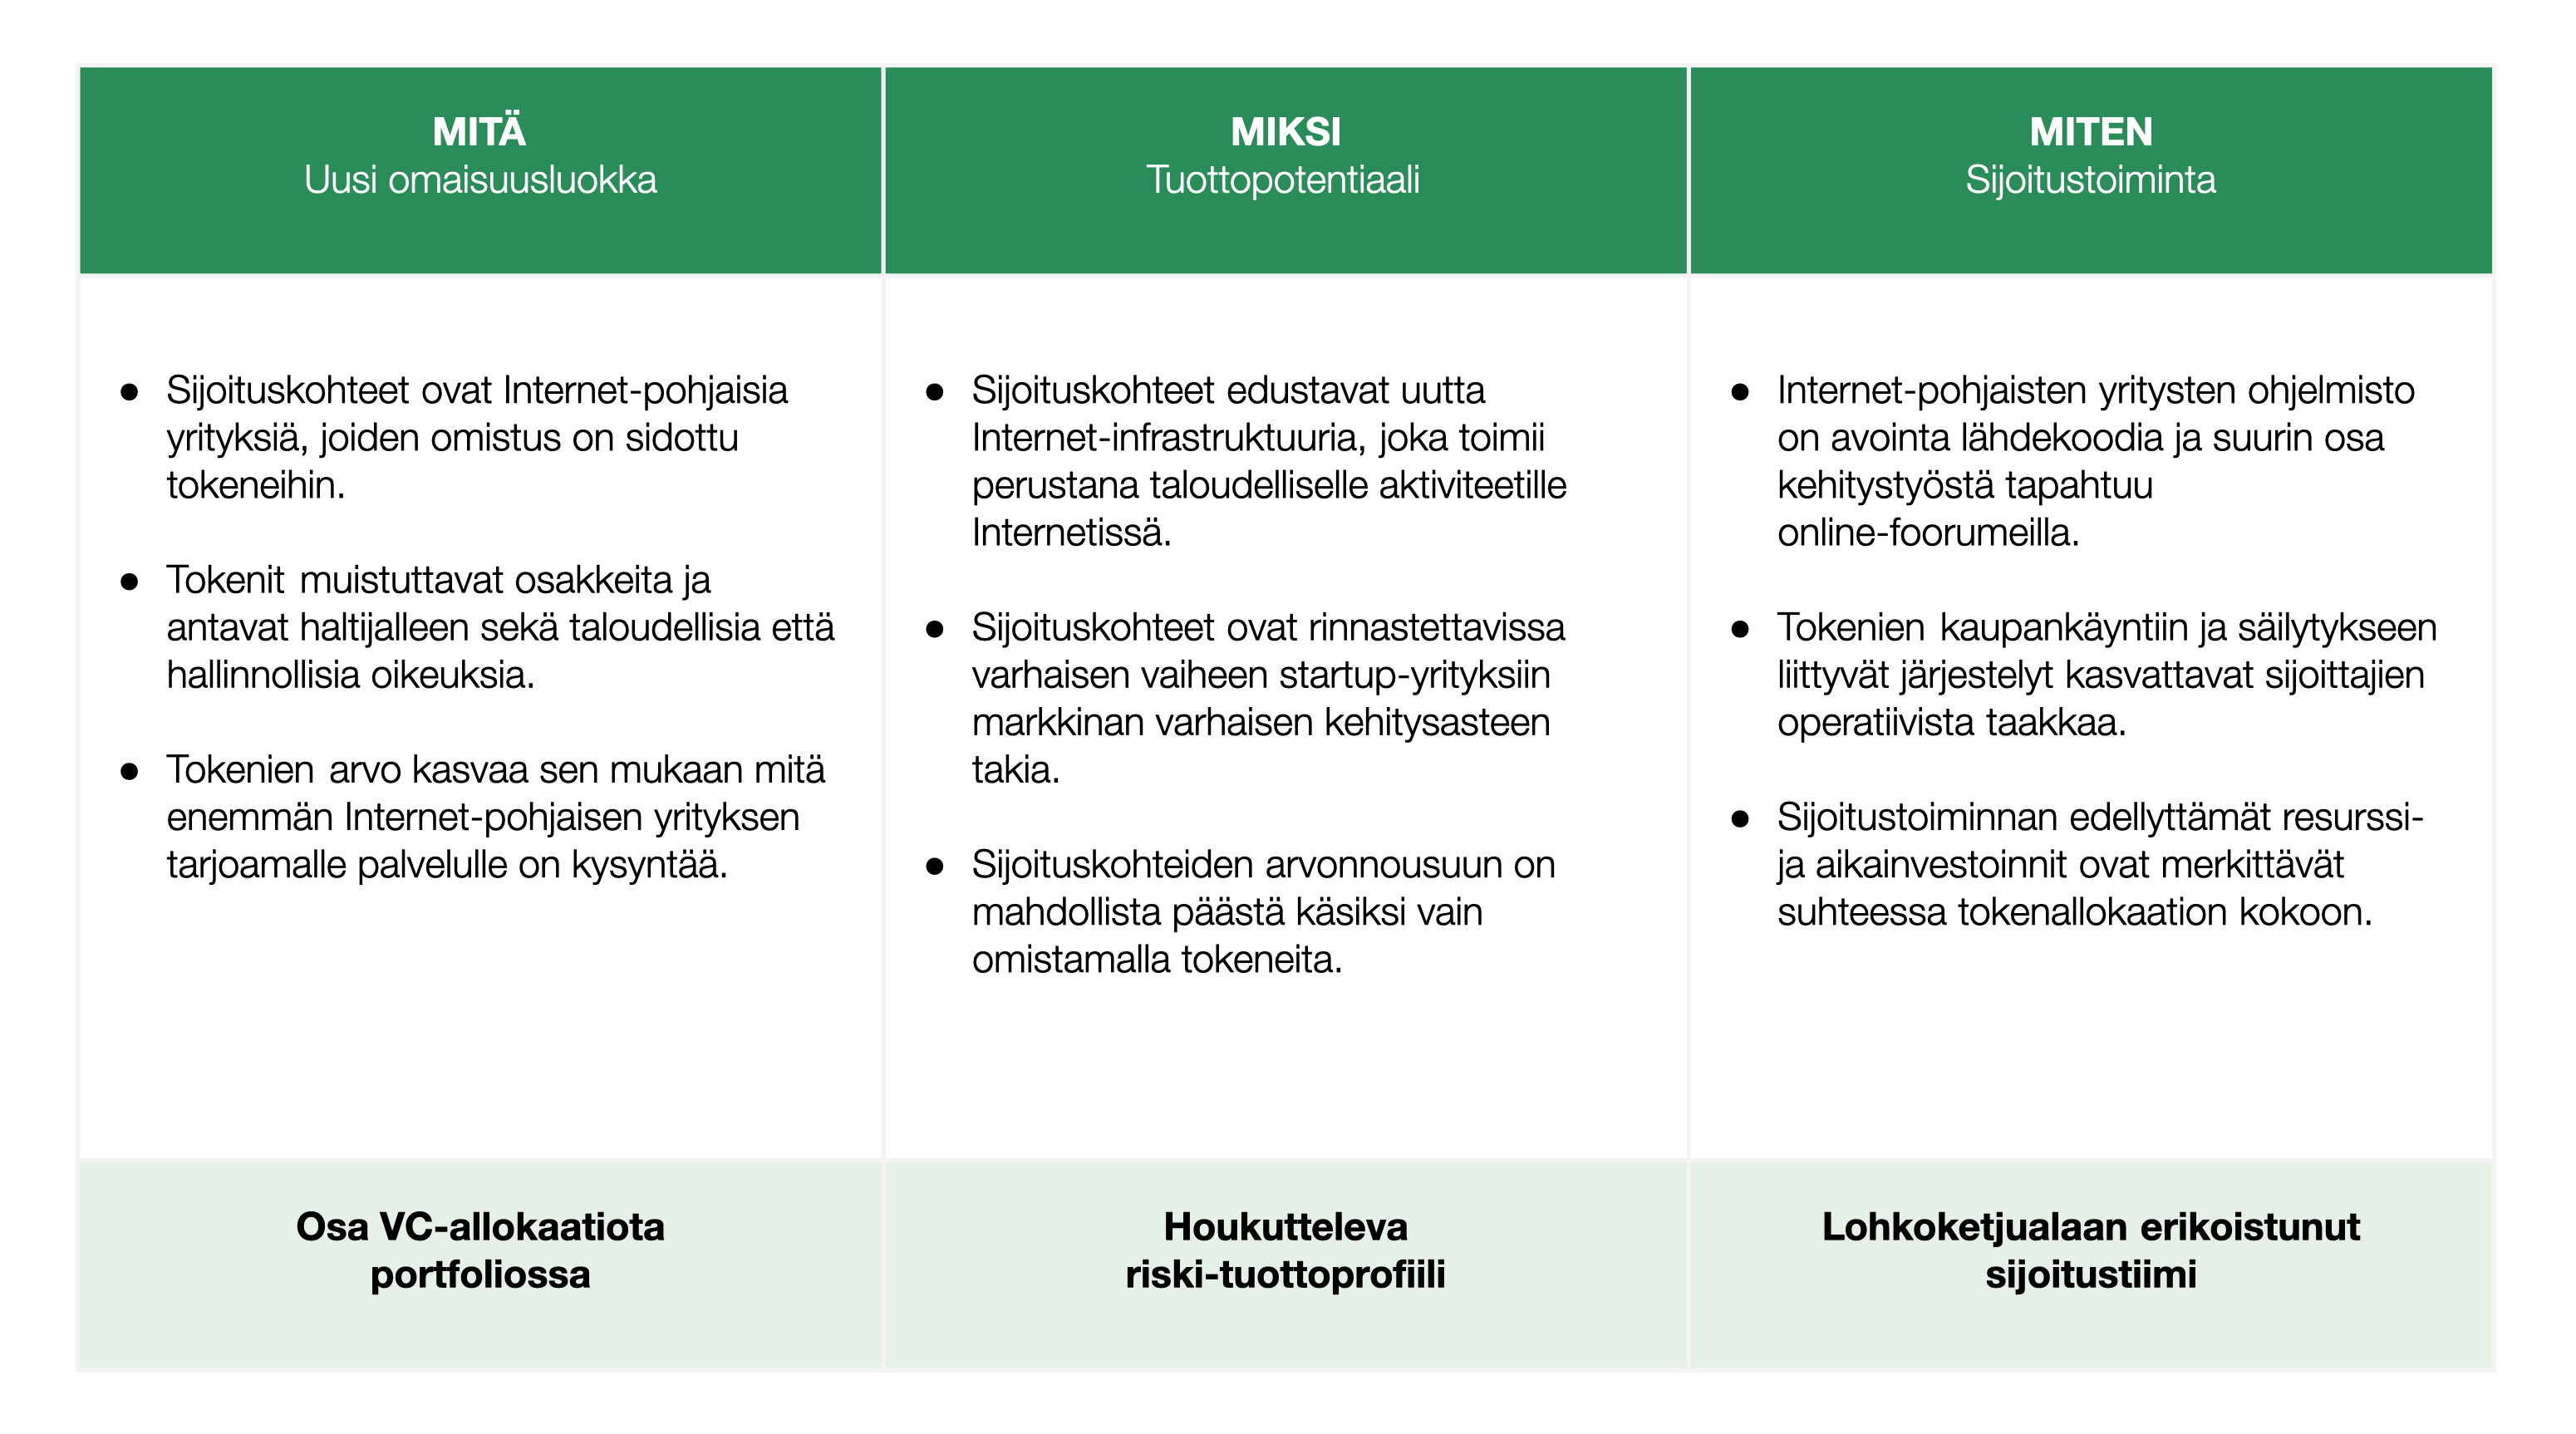 MITÄ
Uusi omaisuusluokka
MIKSI
Tuottopotentiaali
MITEN
Sijoitustoiminta
● Sijoituskohteet ovat Internet-pohjaisia
yrityksiä, joiden omistus on sidottu
tokeneihin.
● Tokenit muistuttavat osakkeita ja
antavat haltijalleen sekä taloudellisia että
hallinnollisia oikeuksia.
● Tokenien arvo kasvaa sen mukaan mitä
enemmän Internet-pohjaisen yrityksen
tarjoamalle palvelulle on kysyntää.
● Sijoituskohteet edustavat uutta
Internet-infrastruktuuria, joka toimii
perustana taloudelliselle aktiviteetille
Internetissä.
● Sijoituskohteet ovat rinnastettavissa
varhaisen vaiheen startup-yrityksiin
markkinan varhaisen kehitysasteen
takia.
● Sijoituskohteiden arvonnousuun on
mahdollista päästä käsiksi vain
omistamalla tokeneita.
● Internet-pohjaisten yritysten ohjelmisto
on avointa lähdekoodia ja suurin osa
kehitystyöstä tapahtuu
online-foorumeilla.
● Tokenien kaupankäyntiin ja säilytykseen
liittyvät järjestelyt kasvattavat sijoittajien
operatiivista taakkaa.
● Sijoitustoiminnan edellyttämät resurssi-
ja aikainvestoinnit ovat merkittävät
suhteessa tokenallokaation kokoon.
Osa VC-allokaatiota
portfoliossa
Houkutteleva
riski-tuottoprofiili
Lohkoketjualaan erikoistunut
sijoitustiimi